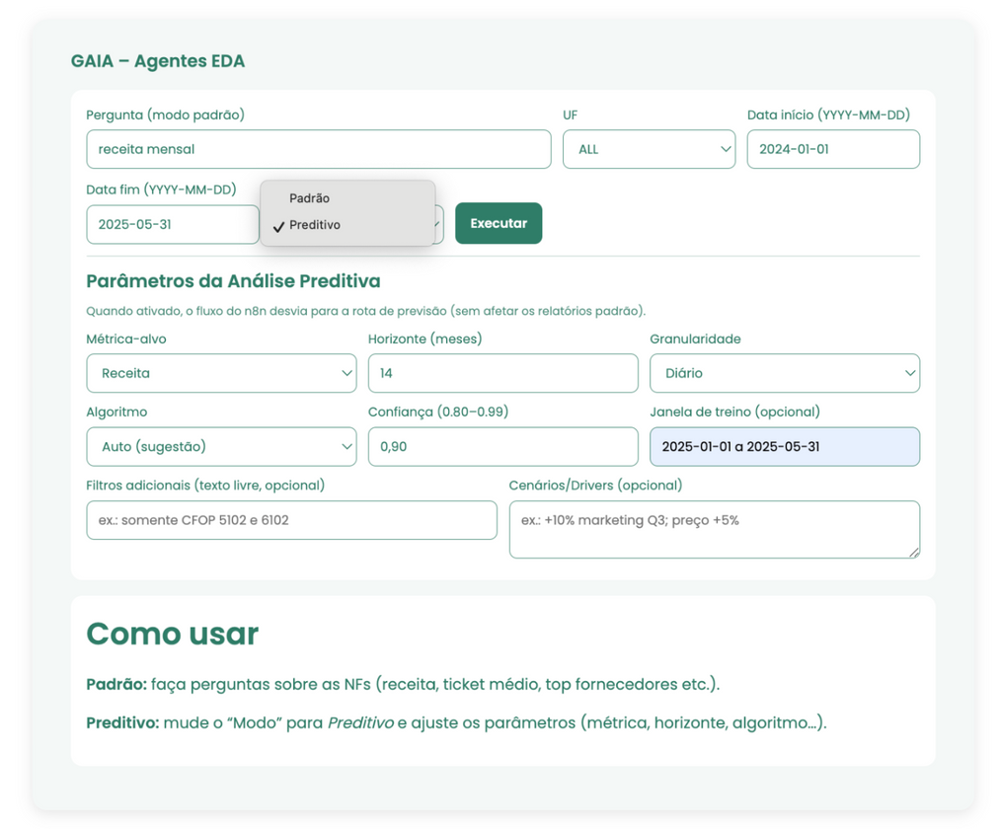 GAIA – Agentes EDA
Pergunta (modo padrão)
UF
Data início (YYYY-MM-DD)
receita mensal
ALL
2024-01-01
Data fim (YYYY-MM-DD)
2025-05-31
Padrão
✓ Preditivo
Executar
Parâmetros da Análise Preditiva
Quando ativado, o fluxo do n8n desvia para a rota de previsão (sem afetar os relatórios padrão).
Métrica-alvo
Horizonte (meses)
Granularidade
Receita
14
Diário
Algoritmo
Confiança (0.80–0.99)
Janela de treino (opcional)
Auto (sugestão)
0,90
2025-01-01 a 2025-05-31
Filtros adicionais (texto livre, opcional)
Cenários/Drivers (opcional)
ex.: somente CFOP 5102 e 6102
ex.: +10% marketing Q3; preço +5%
Como usar
Padrão: faça perguntas sobre as NFs (receita, ticket médio, top fornecedores etc.).
Preditivo: mude o “Modo” para Preditivo e ajuste os parâmetros (métrica, horizonte, algoritmo…).